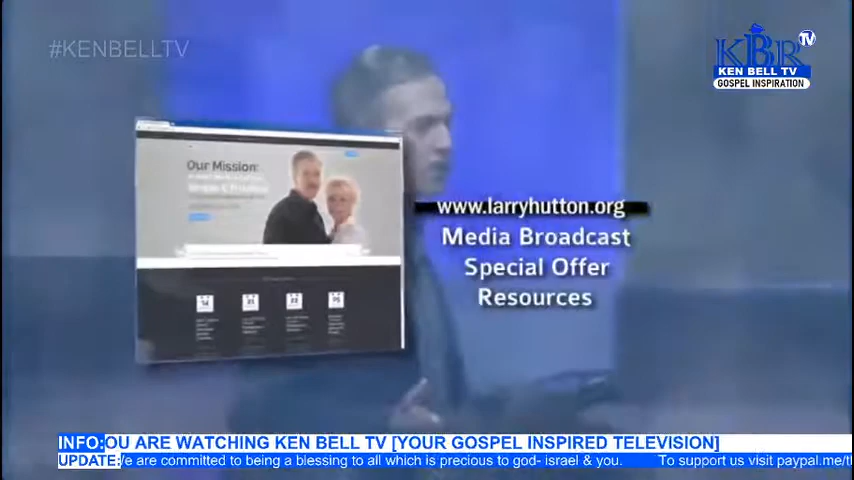 #KENBELLTV
KBR TV
KEN BELL TV
GOSPEL INSPIRATION
Our Mission:
www.larryhutton.org
Media Broadcast
Special Offer
Resources
INFO: OU ARE WATCHING KEN BELL TV [YOUR GOSPEL INSPIRED TELEVISION]
UPDATE: e are committed to being a blessing to all which is precious to god- israel & you. To support us visit paypal.me/t